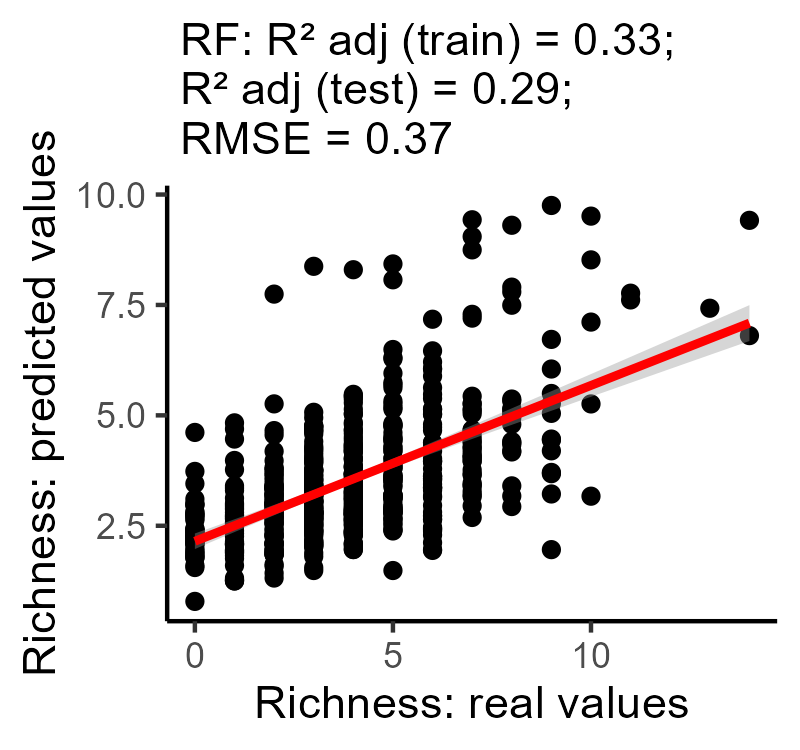 RF: R² adj (train) = 0.33;
R² adj (test) = 0.29;
RMSE = 0.37
Richness: predicted values
10.0
7.5
5.0
2.5
0
5
10
Richness: real values